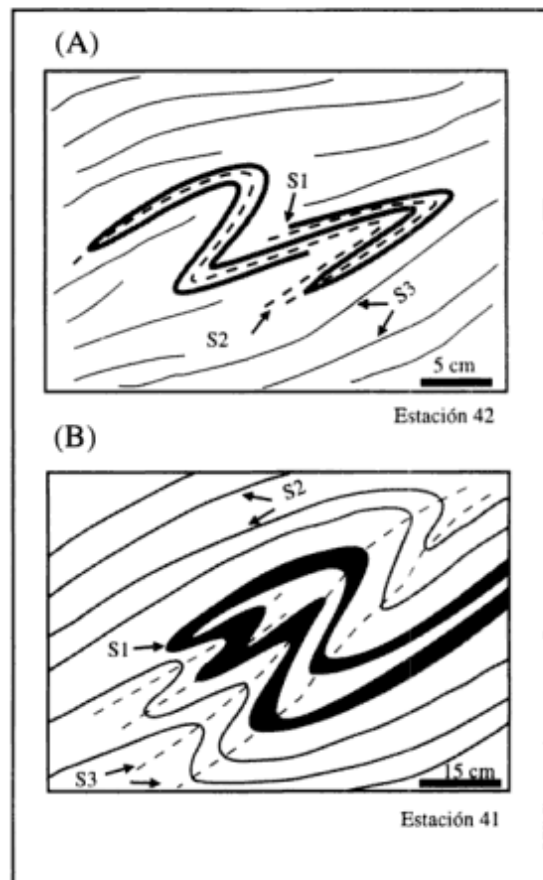 (A)
S1
S2
S3
5 cm
Estación 42
(B)
S2
S1
S3
15 cm
Estación 41